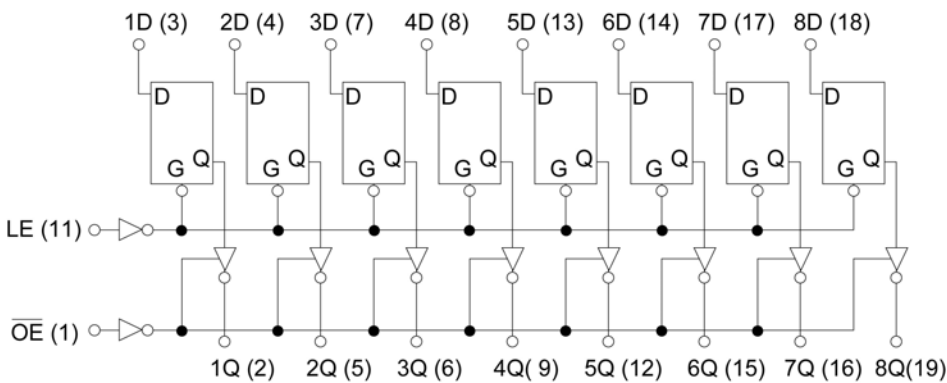 1D (3) 2D (4) 3D (7) 4D (8) 5D (13) 6D (14) 7D (17) 8D (18)
D D D D D D D D
Q Q Q Q Q Q Q Q
G G G G G G G G
LE (11)
OE (1)
1Q (2) 2Q (5) 3Q (6) 4Q( 9) 5Q (12) 6Q (15) 7Q (16) 8Q(19)